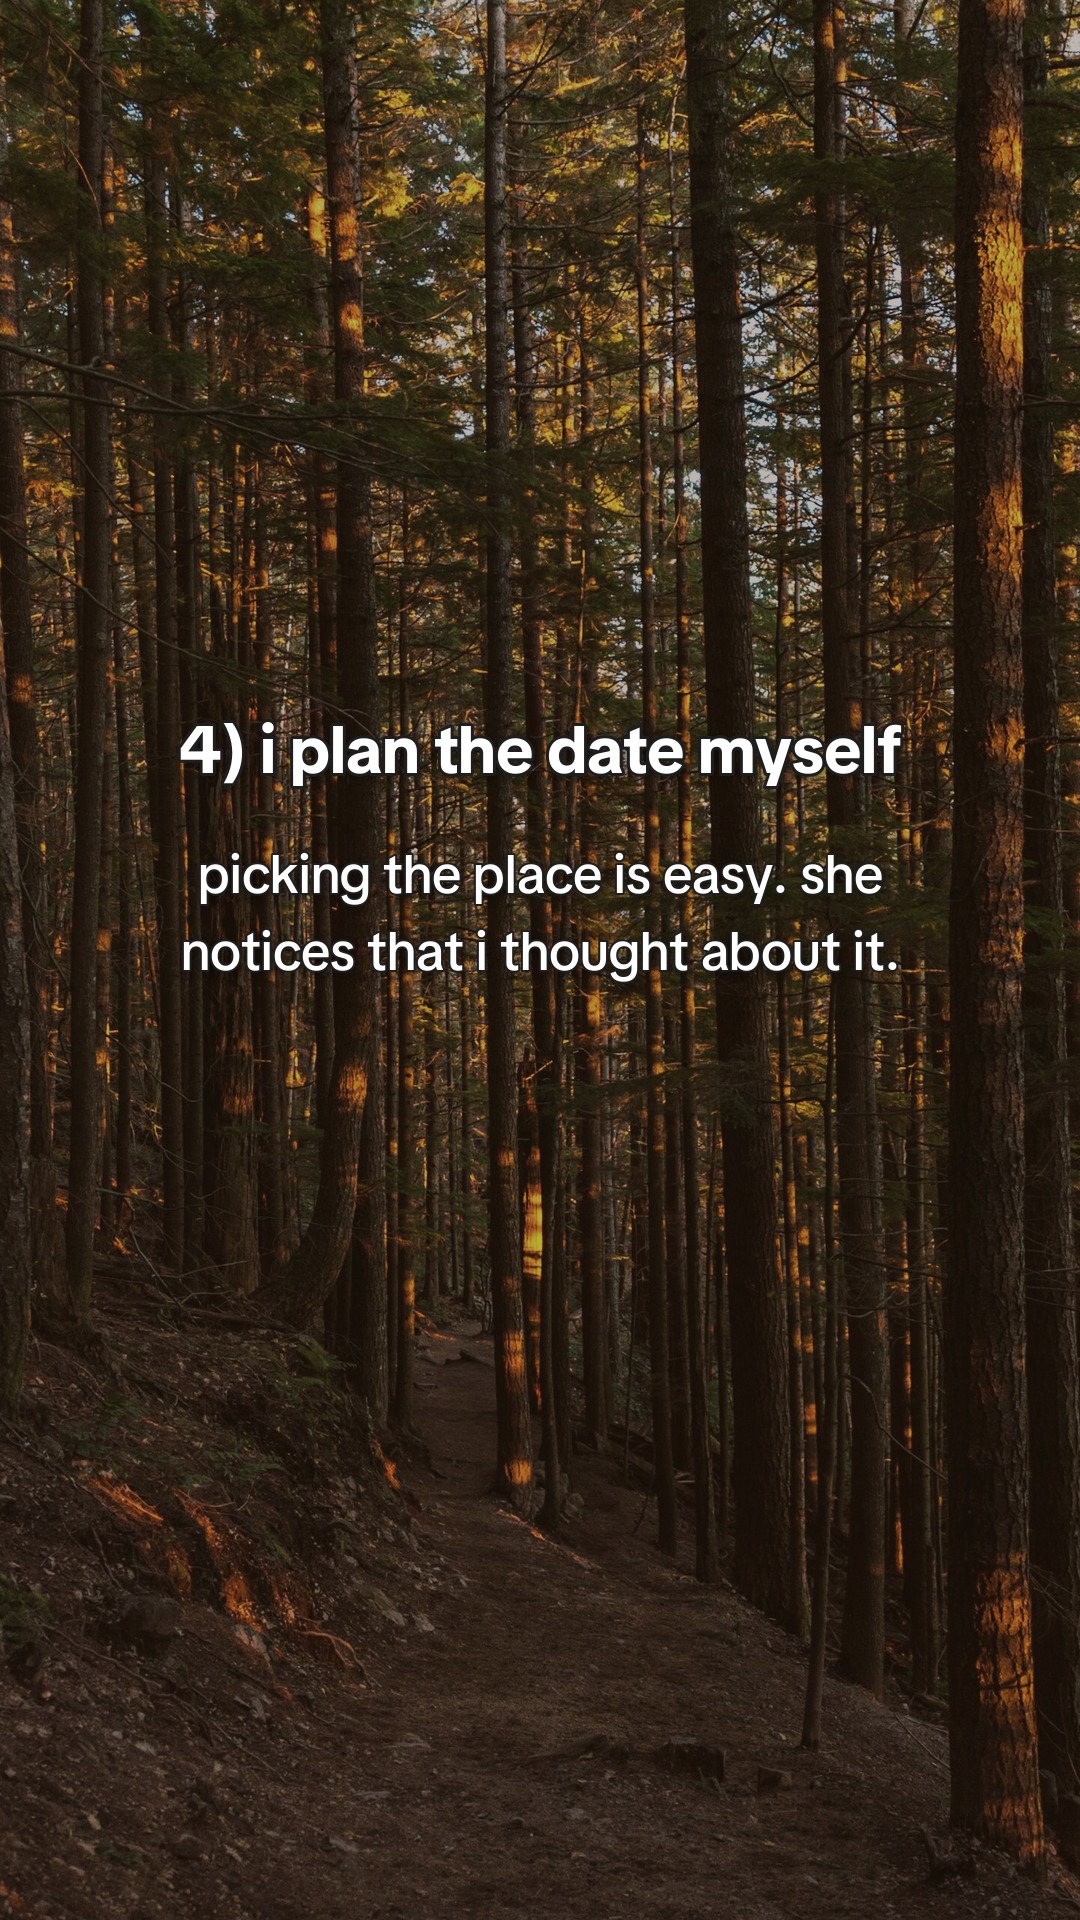 4) i plan the date myself
picking the place is easy. she
notices that i thought about it.